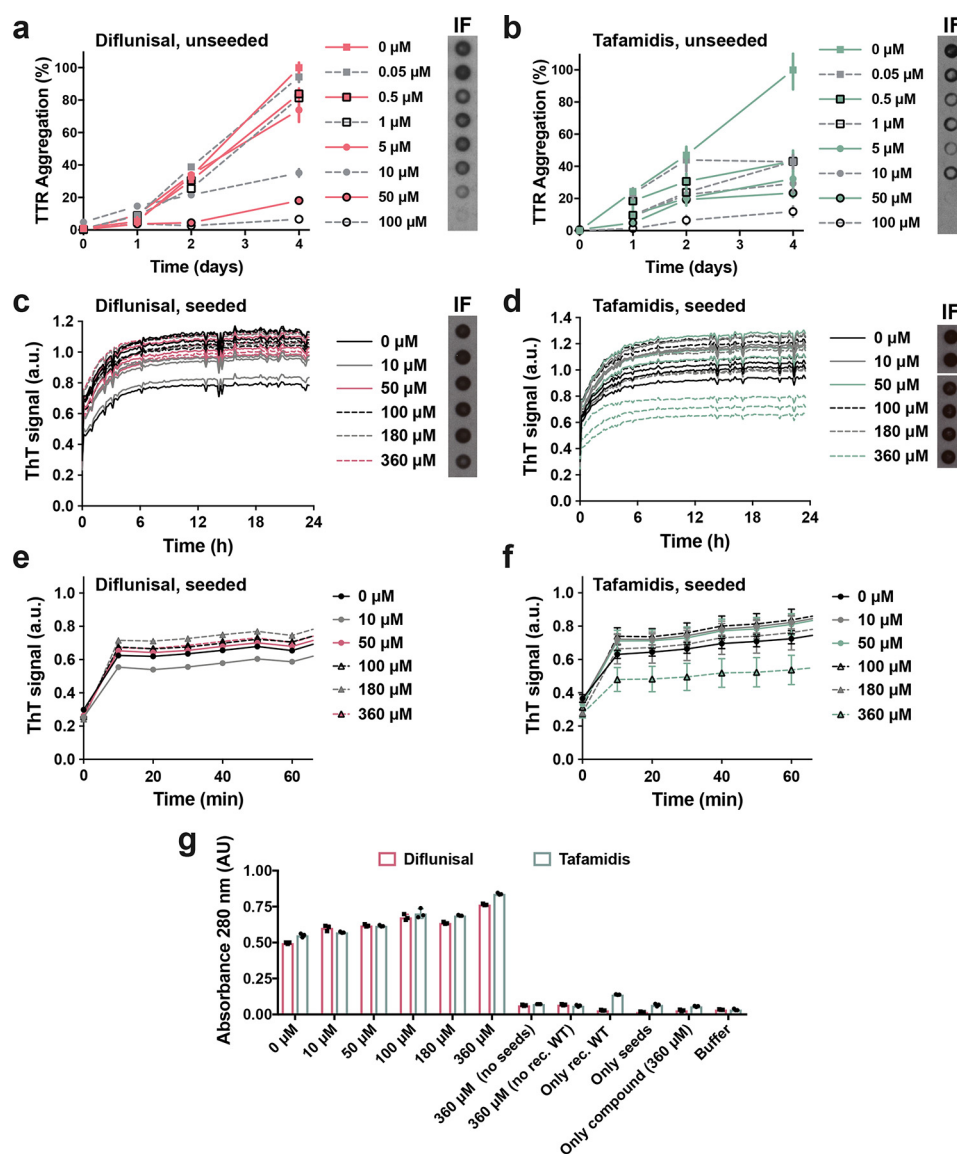 a
Diflunisal, unseeded
IF
TTR Aggregation (%)
100
80
60
40
20
0
0 1 2 3 4
Time (days)
0 µM
0.05 µM
0.5 µM
1 µM
5 µM
10 µM
50 µM
100 µM
b
Tafamidis, unseeded
IF
TTR Aggregation (%)
100
80
60
40
20
0
0 1 2 3 4
Time (days)
0 µM
0.05 µM
0.5 µM
1 µM
5 µM
10 µM
50 µM
100 µM
c
Diflunisal, seeded
IF
ThT signal (a.u.)
1.2
1.0
0.8
0.6
0.4
0.2
0.0
0 6 12 18 24
Time (h)
0 µM
10 µM
50 µM
100 µM
180 µM
360 µM
d
Tafamidis, seeded
IF
ThT signal (a.u.)
1.4
1.2
1.0
0.8
0.6
0.4
0.2
0.0
0 6 12 18 24
Time (h)
0 µM
10 µM
50 µM
100 µM
180 µM
360 µM
e
Diflunisal, seeded
ThT signal (a.u.)
1.0
0.8
0.6
0.4
0.2
0.0
0 20 40 60
Time (min)
0 µM
10 µM
50 µM
100 µM
180 µM
360 µM
f
Tafamidis, seeded
ThT signal (a.u.)
1.0
0.8
0.6
0.4
0.2
0.0
0 20 40 60
Time (min)
0 µM
10 µM
50 µM
100 µM
180 µM
360 µM
g
Diflunisal
Tafamidis
Absorbance 280 nm (AU)
1.00
0.75
0.50
0.25
0.00
0 µM
10 µM
50 µM
100 µM
180 µM
360 µM
360 µM (no seeds)
360 µM (no rec. WT)
Only rec. WT
Only seeds
Only compound (360 µM)
Buffer